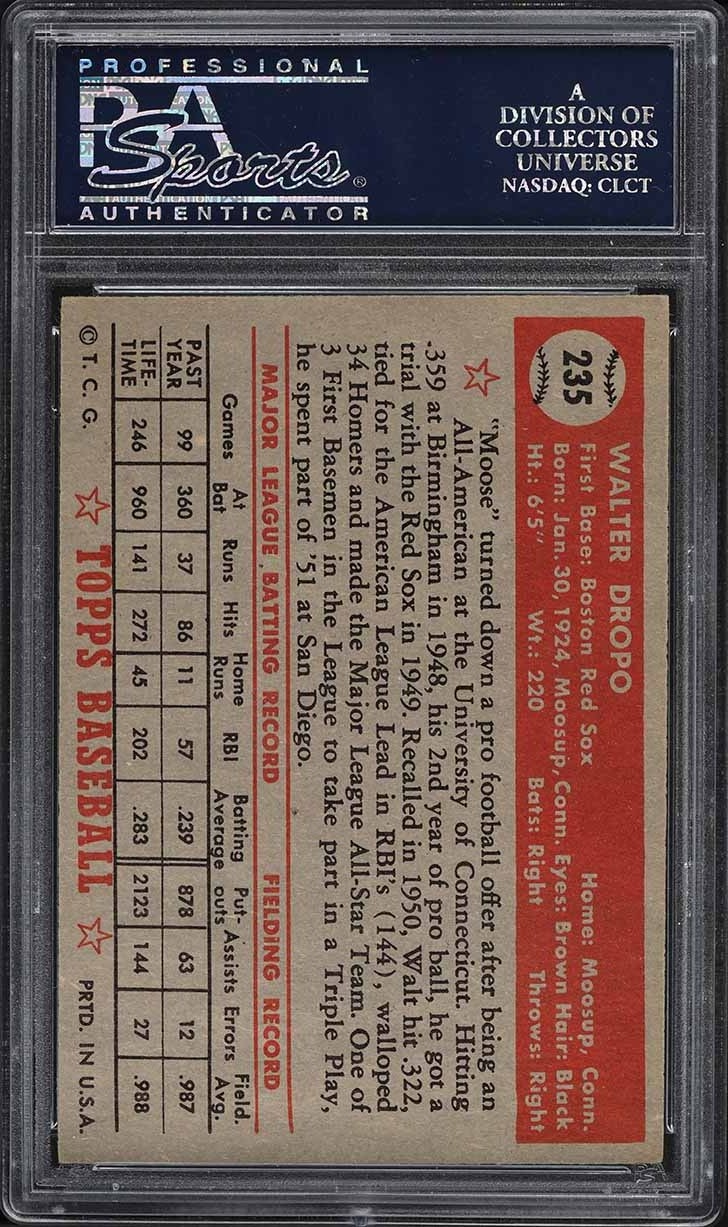 PROFESSIONAL
PSA
Sports®
AUTHENTICATOR
A
DIVISION OF
COLLECTORS
UNIVERSE
NASDAQ: CLCT
235
WALTER DROPO
First Base: Boston Red Sox Home: Moosup, Conn.
Born: Jan. 30, 1924, Moosup, Conn. Eyes: Brown Hair: Black
Ht.: 6'5" Wt.: 220 Bats: Right Throws: Right
"Moose" turned down a pro football offer after being an
All-American at the University of Connecticut. Hitting
.359 at Birmingham in 1948, his 2nd year of pro ball, he got a
trial with the Red Sox in 1949. Recalled in 1950, Walt hit .322,
tied for the American League Lead in RBI's (144), walloped
34 Homers and made the Major League All-Star Team. One of
3 First Basemen in the League to take part in a Triple Play,
he spent part of '51 at San Diego.
MAJOR LEAGUE BATTING RECORD FIELDING RECORD
Games At Bat Runs Hits Home Runs RBI Batting Average Put-outs Assists Errors Field. Avg.
PAST YEAR 99 360 37 86 11 57 .239 878 63 12 .987
LIFE-TIME 246 960 141 272 45 202 .283 2123 144 27 .988
© T. C. G. TOPPS BASEBALL PRTD. IN U.S.A.